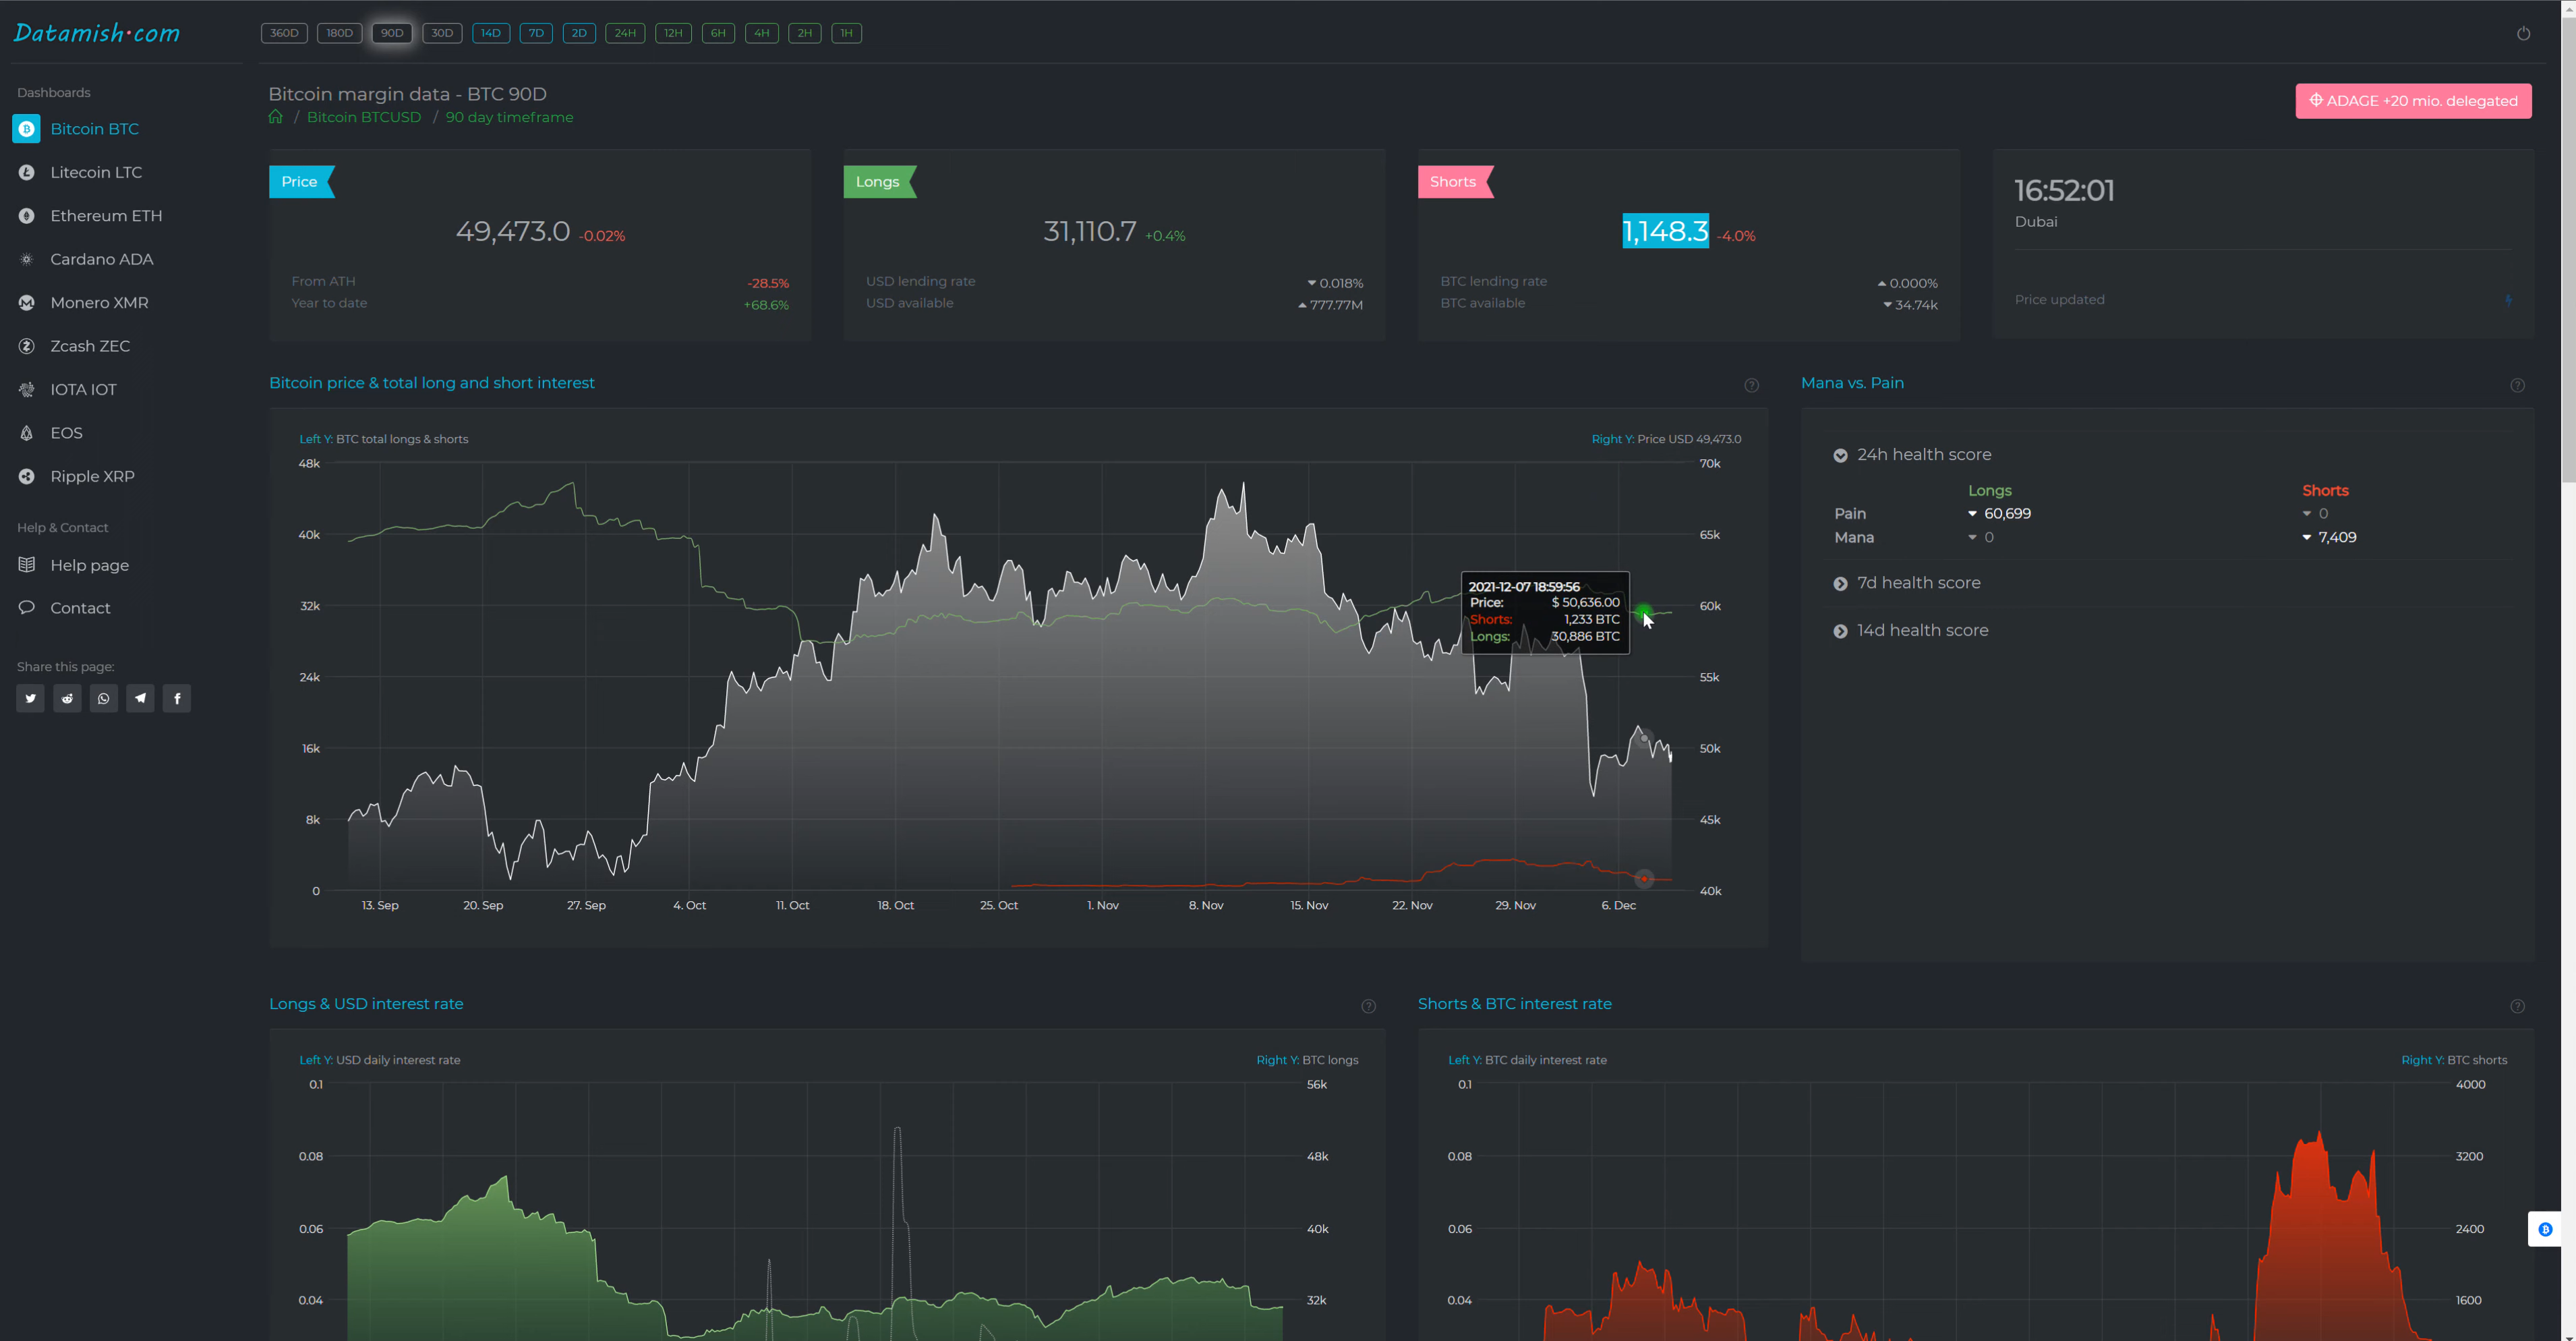 Datamish.com
360D 180D 90D 30D 14D 7D 2D 24H 12H 6H 4H 2H 1H
Dashboards
Bitcoin BTC
Litecoin LTC
Ethereum ETH
Cardano ADA
Monero XMR
Zcash ZEC
IOTA IOT
EOS
Ripple XRP
Help & Contact
Help page
Contact
Share this page:
Bitcoin margin data - BTC 90D
/ Bitcoin BTCUSD / 90 day timeframe
ADAGE +20 mio. delegated
Price
49,473.0 -0.02%
From ATH -28.5%
Year to date +68.6%
Longs
31,110.7 +0.4%
USD lending rate 0.018%
USD available 777.77M
Shorts
1,148.3 -4.0%
BTC lending rate 0.000%
BTC available 34.74k
16:52:01
Dubai
Price updated
Bitcoin price & total long and short interest
Left Y: BTC total longs & shorts
Right Y: Price USD 49,473.0
48k
40k
32k
24k
16k
8k
0
70k
65k
60k
55k
50k
45k
40k
2021-12-07 18:59:56
Price: $ 50,636.00
Shorts: 1,233 BTC
Longs: 30,886 BTC
13. Sep 20. Sep 27. Sep 4. Oct 11. Oct 18. Oct 25. Oct 1. Nov 8. Nov 15. Nov 22. Nov 29. Nov 6. Dec
Mana vs. Pain
24h health score
Longs Shorts
Pain 60,699 0
Mana 0 7,409
7d health score
14d health score
Longs & USD interest rate
Left Y: USD daily interest rate
Right Y: BTC longs
0.1
0.08
0.06
0.04
56k
48k
40k
32k
Shorts & BTC interest rate
Left Y: BTC daily interest rate
Right Y: BTC shorts
0.1
0.08
0.06
0.04
4000
3200
2400
1600